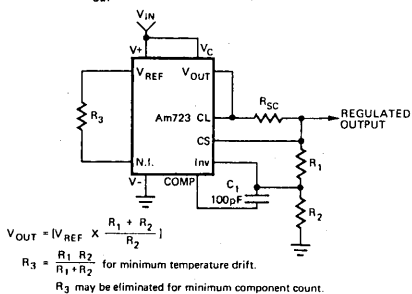 VIN
V+ VC
VREF VOUT
RSC
R3 Am723 CL REGULATED OUTPUT
CS
R1
N.I. Inv
V- COMP C1
100pF R2
VOUT = [VREF X (R1 + R2) / R2]
R3 = (R1 R2) / (R1+R2) for minimum temperature drift.
R3 may be eliminated for minimum component count.